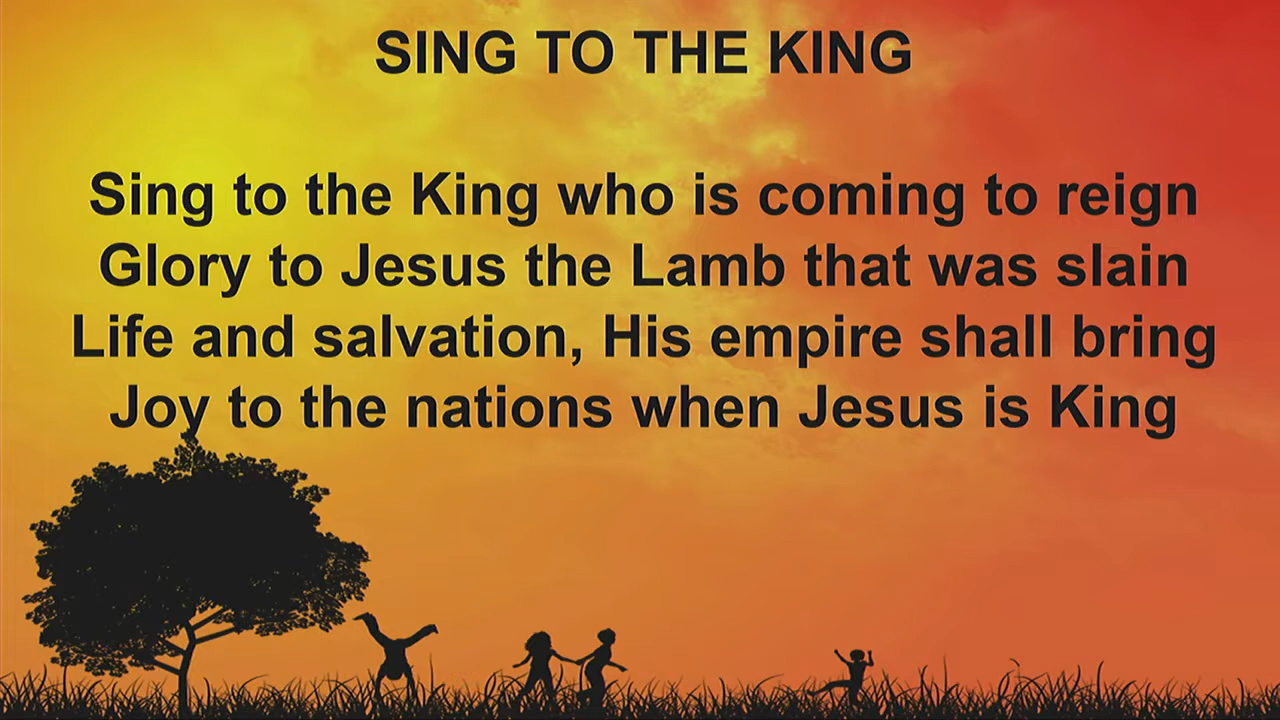 SING TO THE KING
Sing to the King who is coming to reign
Glory to Jesus the Lamb that was slain
Life and salvation, His empire shall bring
Joy to the nations when Jesus is King